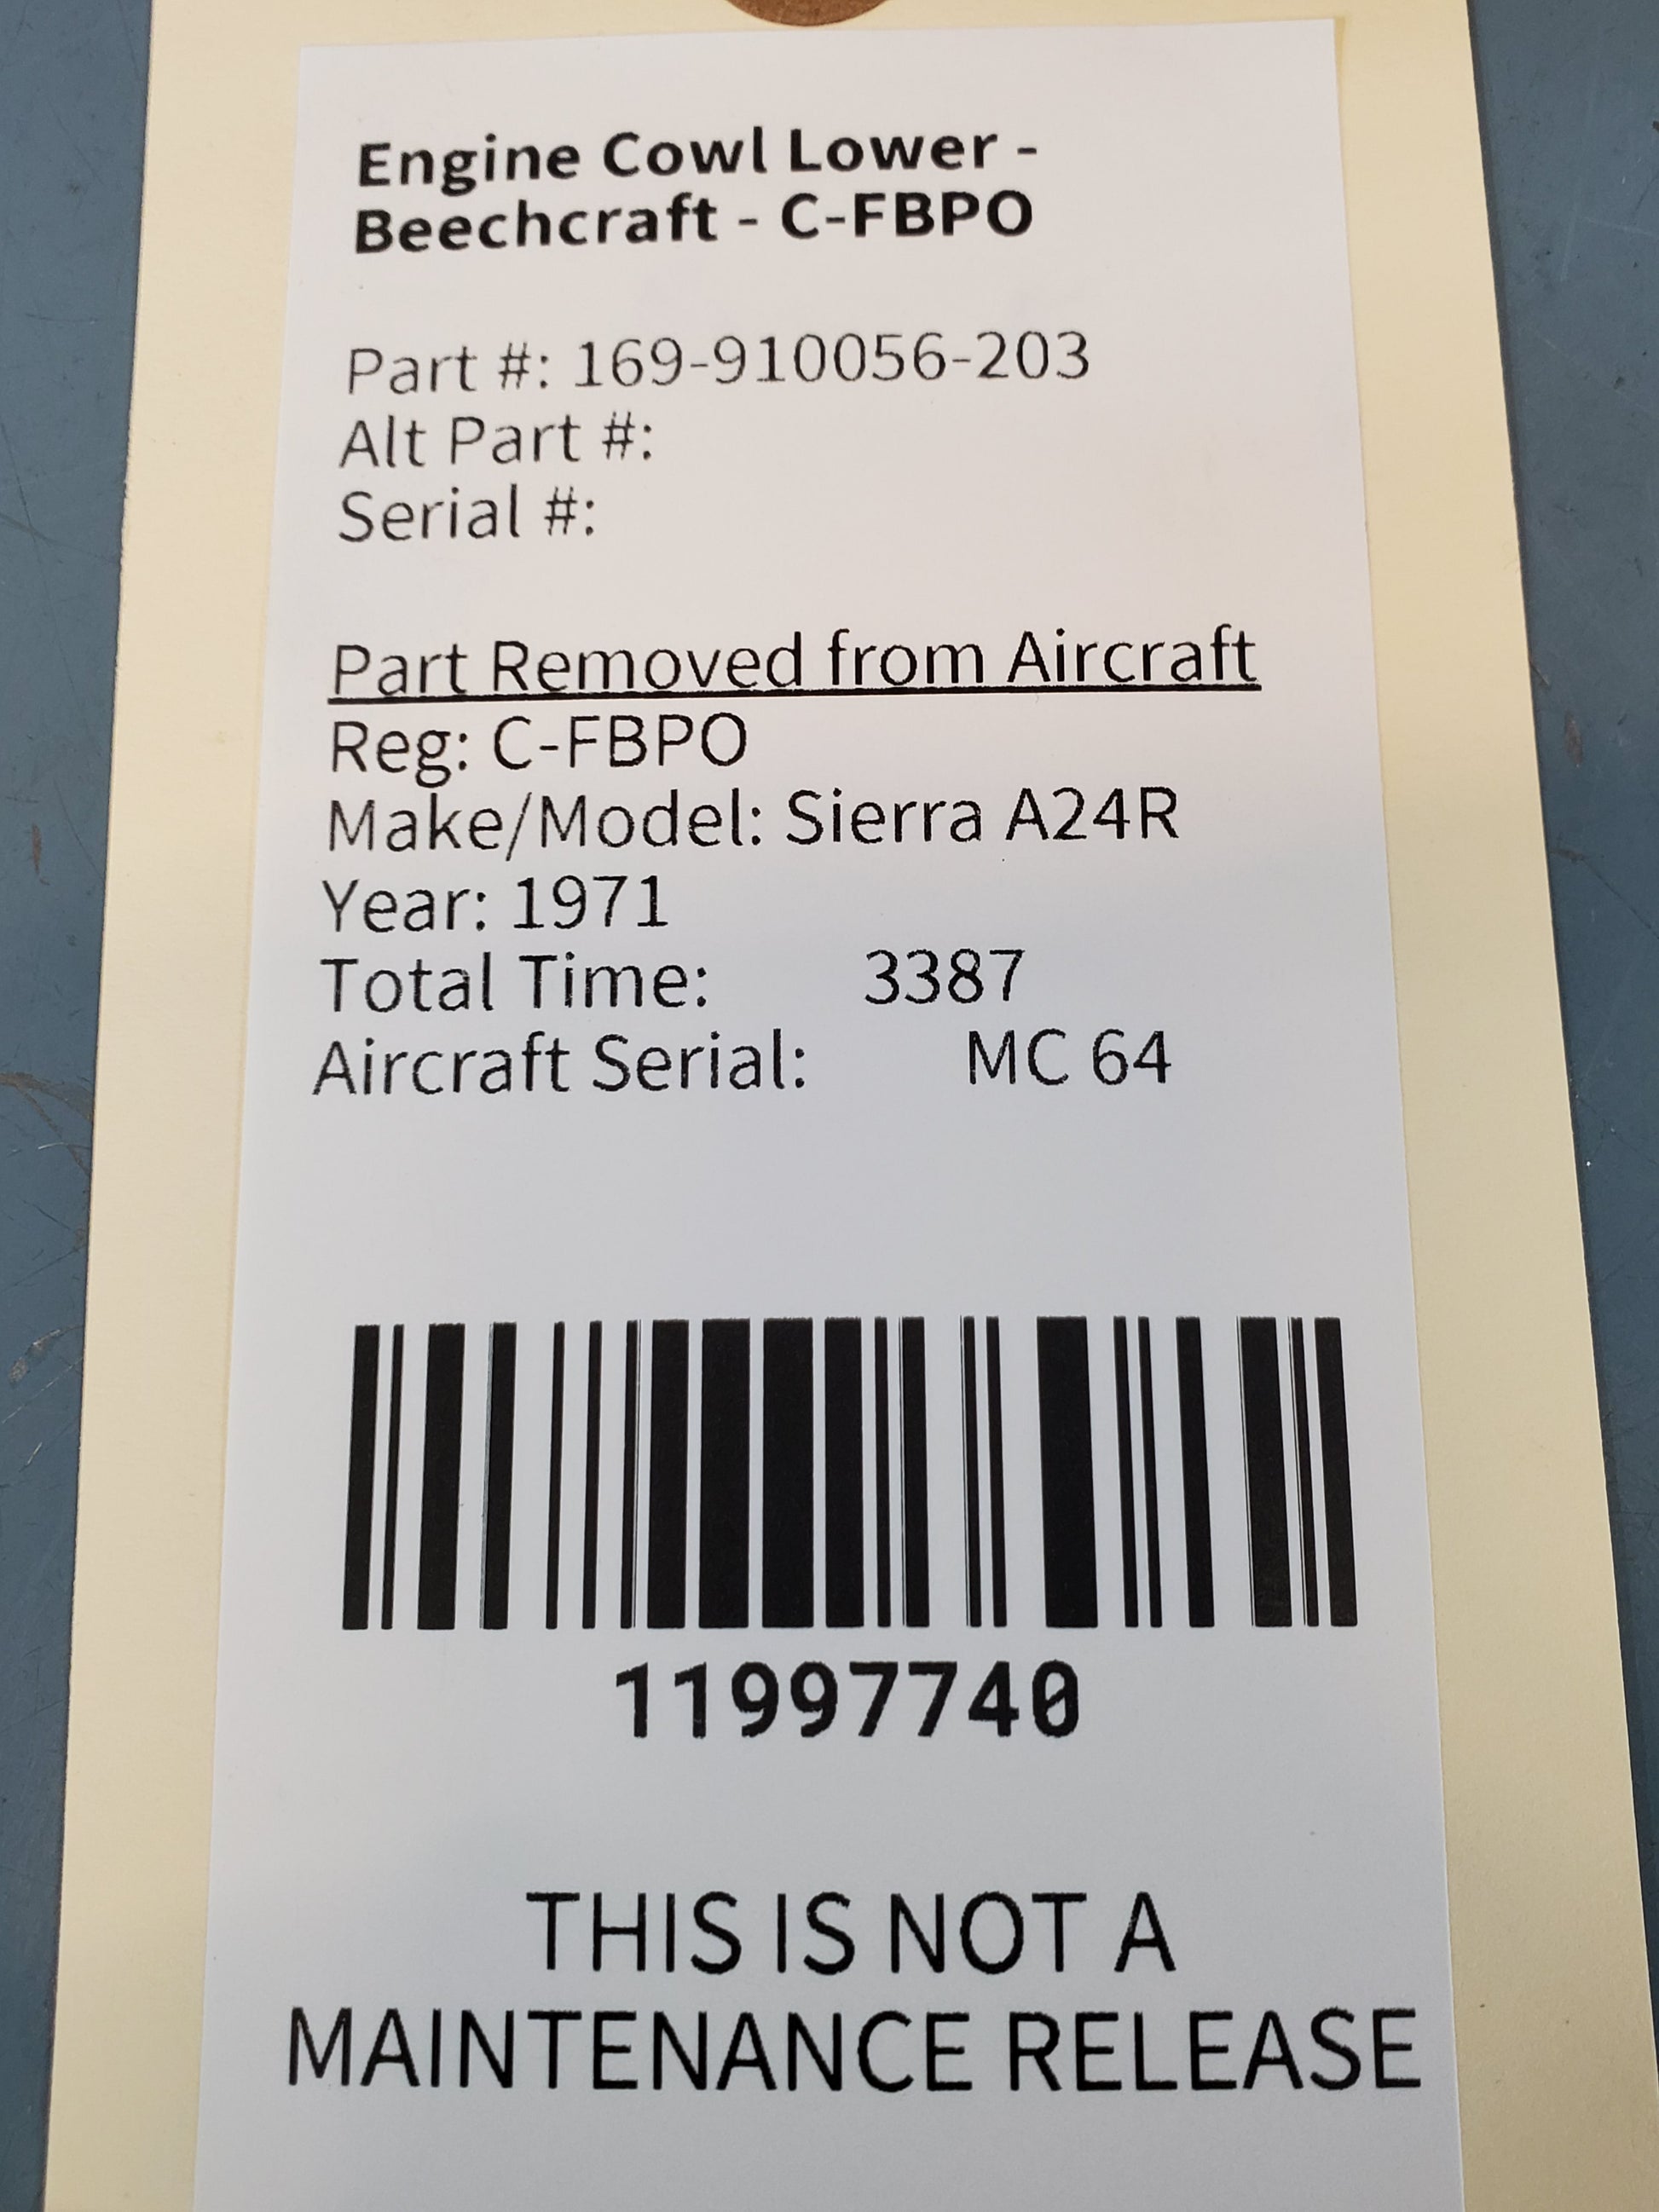 Engine Cowl Lower -
Beechcraft - C-FBPO
Part #: 169-910056-203
Alt Part #:
Serial #:
Part Removed from Aircraft
Reg: C-FBPO
Make/Model: Sierra A24R
Year: 1971
Total Time: 3387
Aircraft Serial: MC 64
11997740
THIS IS NOT A
MAINTENANCE RELEASE